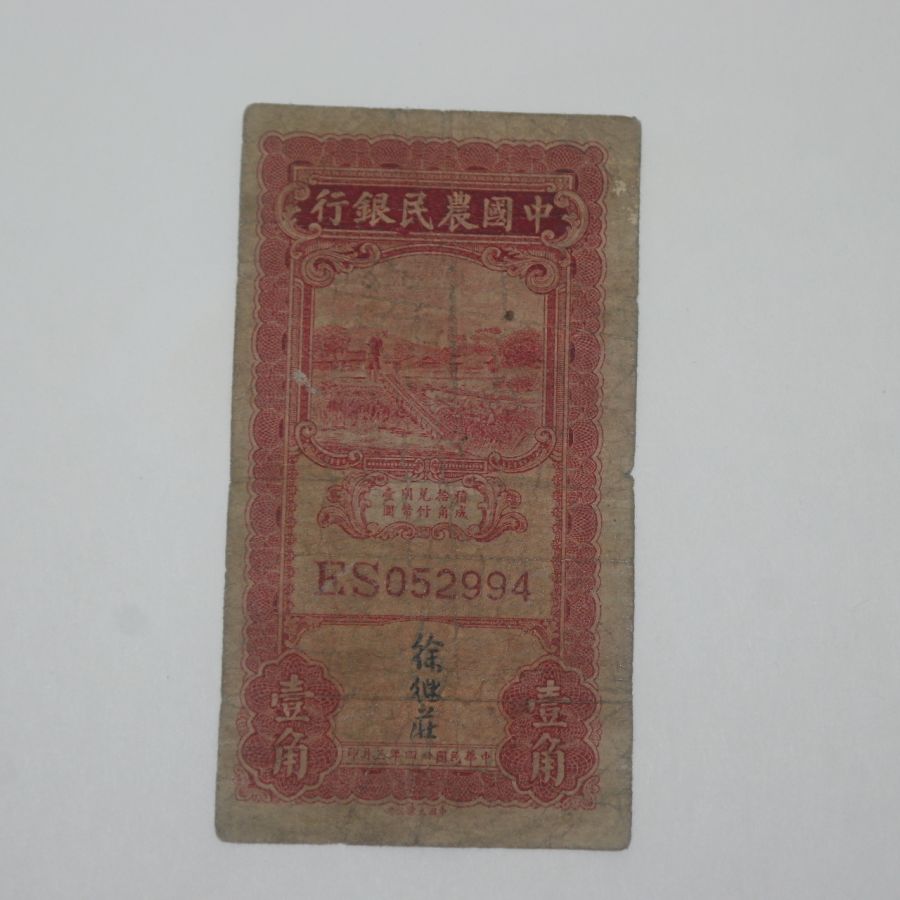 中國農民銀行
積成
拾角
兌付
國幣
壹圓
ES052994
徐继莊
壹角
壹角
中華民國廿四年月印